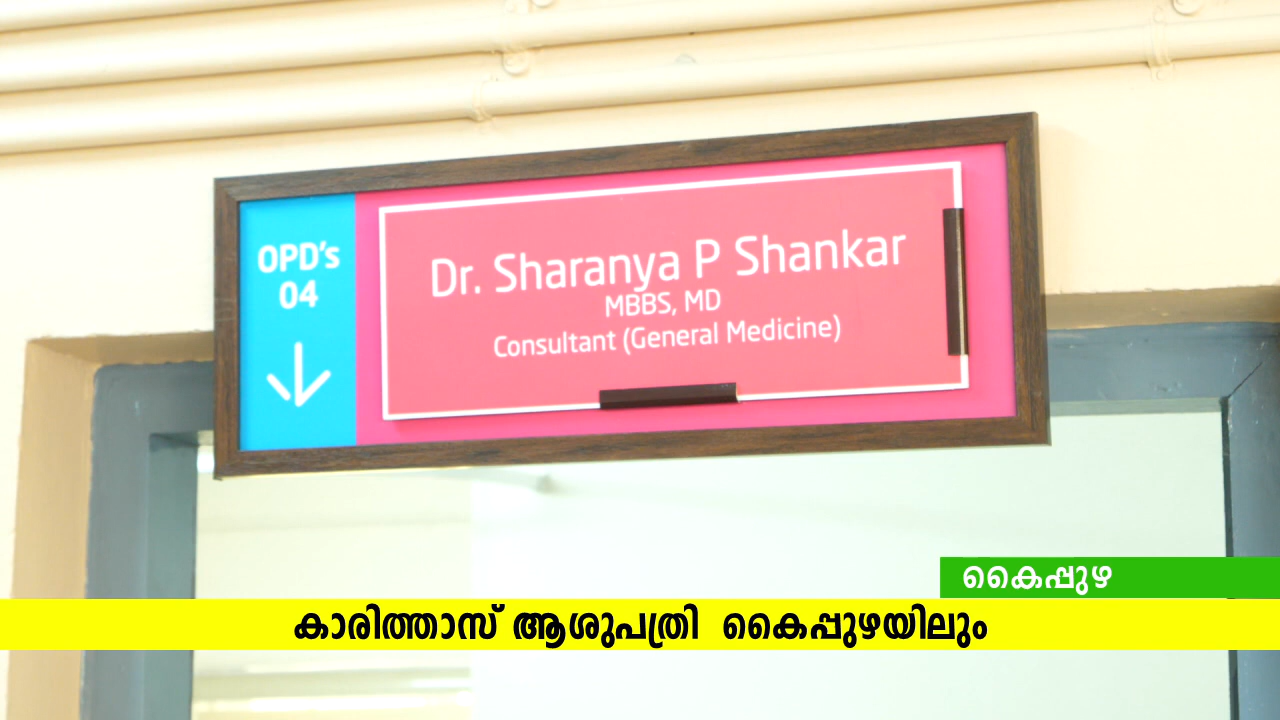 OPD's
04
Dr. Sharanya P Shankar
MBBS, MD
Consultant (General Medicine)
കൈപ്പുഴ
കാരിത്താസ് ആശുപത്രി കൈപ്പുഴയിലും